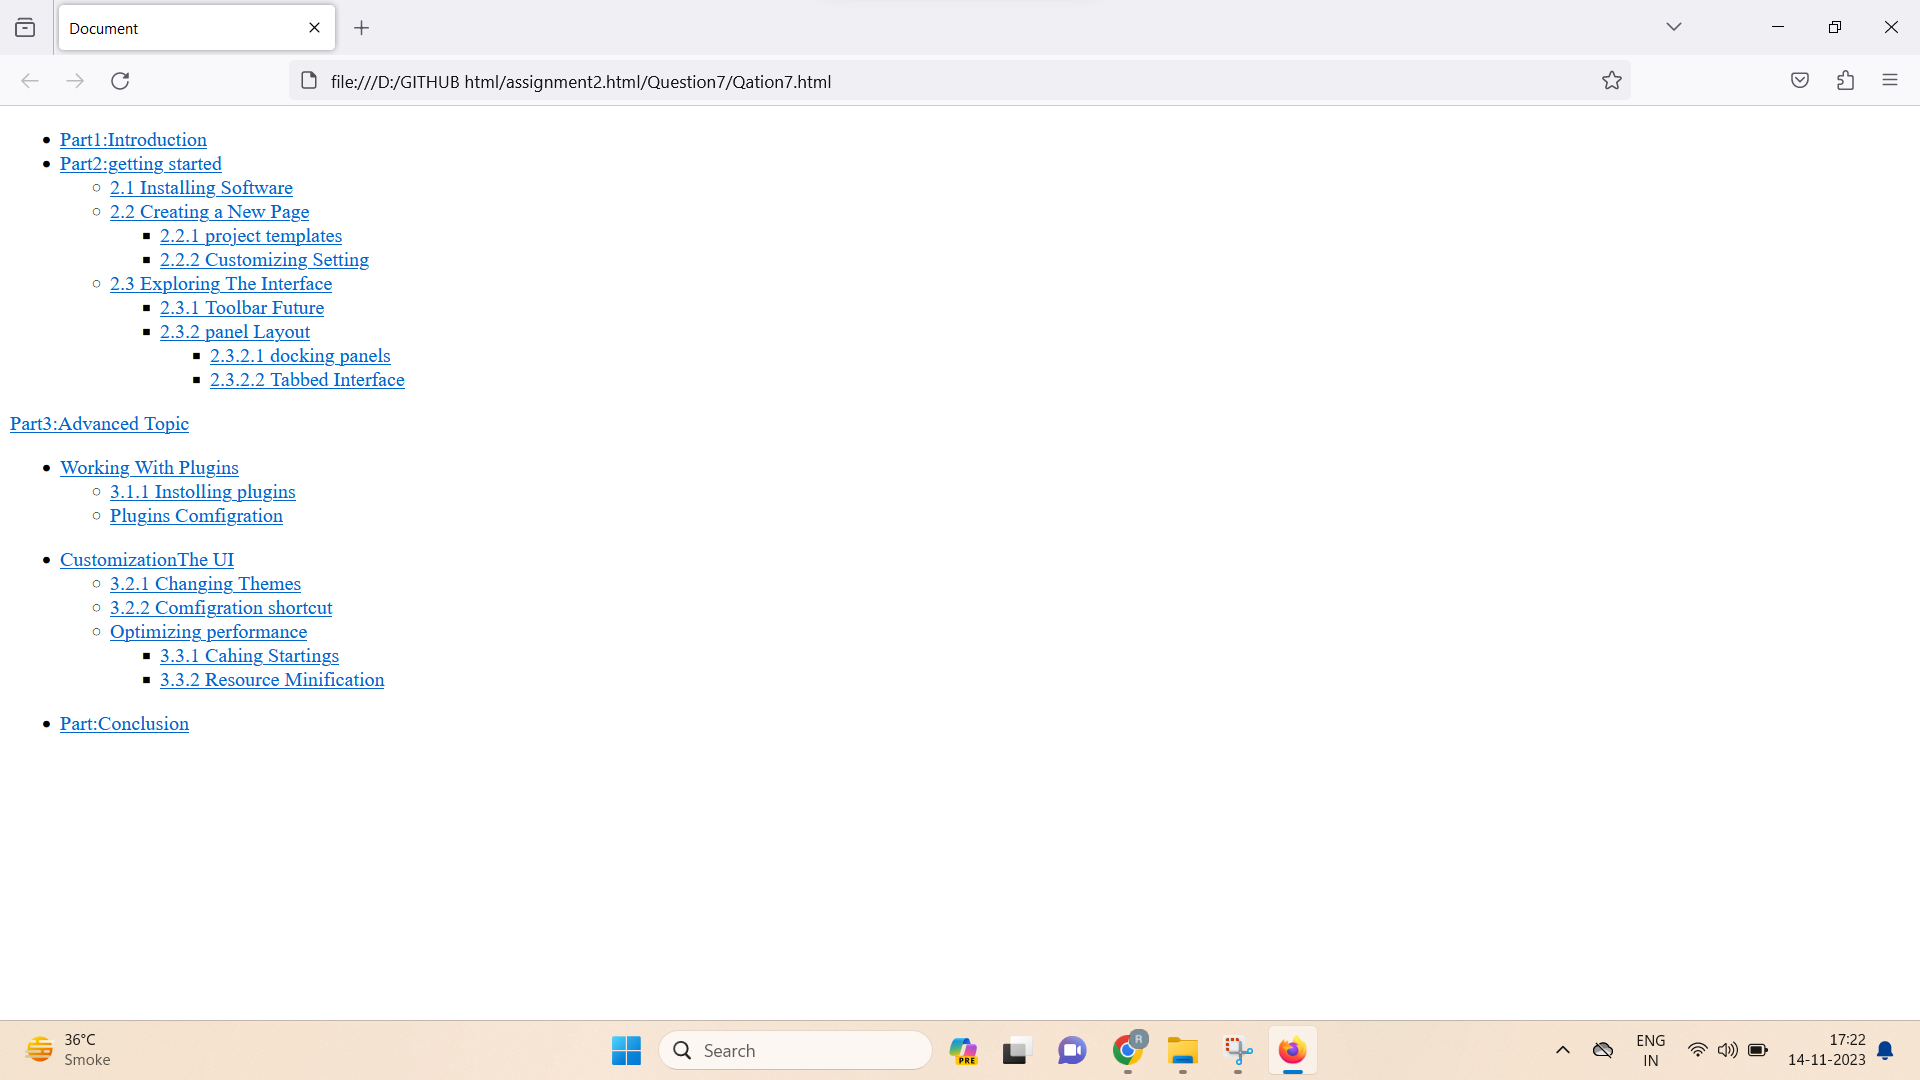 Document
file:///D:/GITHUB html/assignment2.html/Question7/Qation7.html
Part1:Introduction
Part2:getting started
2.1 Installing Software
2.2 Creating a New Page
2.2.1 project templates
2.2.2 Customizing Setting
2.3 Exploring The Interface
2.3.1 Toolbar Future
2.3.2 panel Layout
2.3.2.1 docking panels
2.3.2.2 Tabbed Interface
Part3:Advanced Topic
Working With Plugins
3.1.1 Instolling plugins
Plugins Comfigration
CustomizationThe UI
3.2.1 Changing Themes
3.2.2 Comfigration shortcut
Optimizing performance
3.3.1 Cahing Startings
3.3.2 Resource Minification
Part:Conclusion
36°C
Smoke
Search
PRE
R
ENG
IN
17:22
14-11-2023